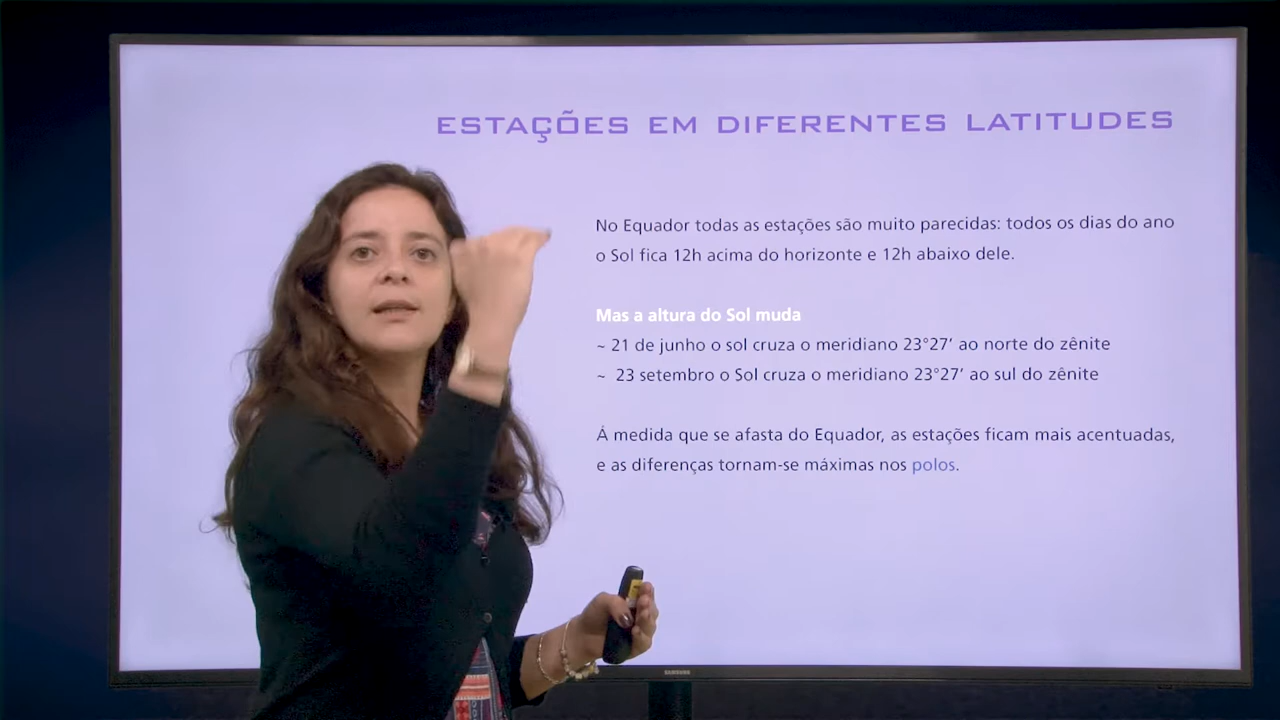 ESTAÇÕES EM DIFERENTES LATITUDES
No Equador todas as estações são muito parecidas: todos os dias do ano
o Sol fica 12h acima do horizonte e 12h abaixo dele.
Mas a altura do Sol muda
~ 21 de junho o sol cruza o meridiano 23°27’ ao norte do zênite
~ 23 setembro o Sol cruza o meridiano 23°27’ ao sul do zênite
Á medida que se afasta do Equador, as estações ficam mais acentuadas,
e as diferenças tornam-se máximas nos polos.
SAMSUNG